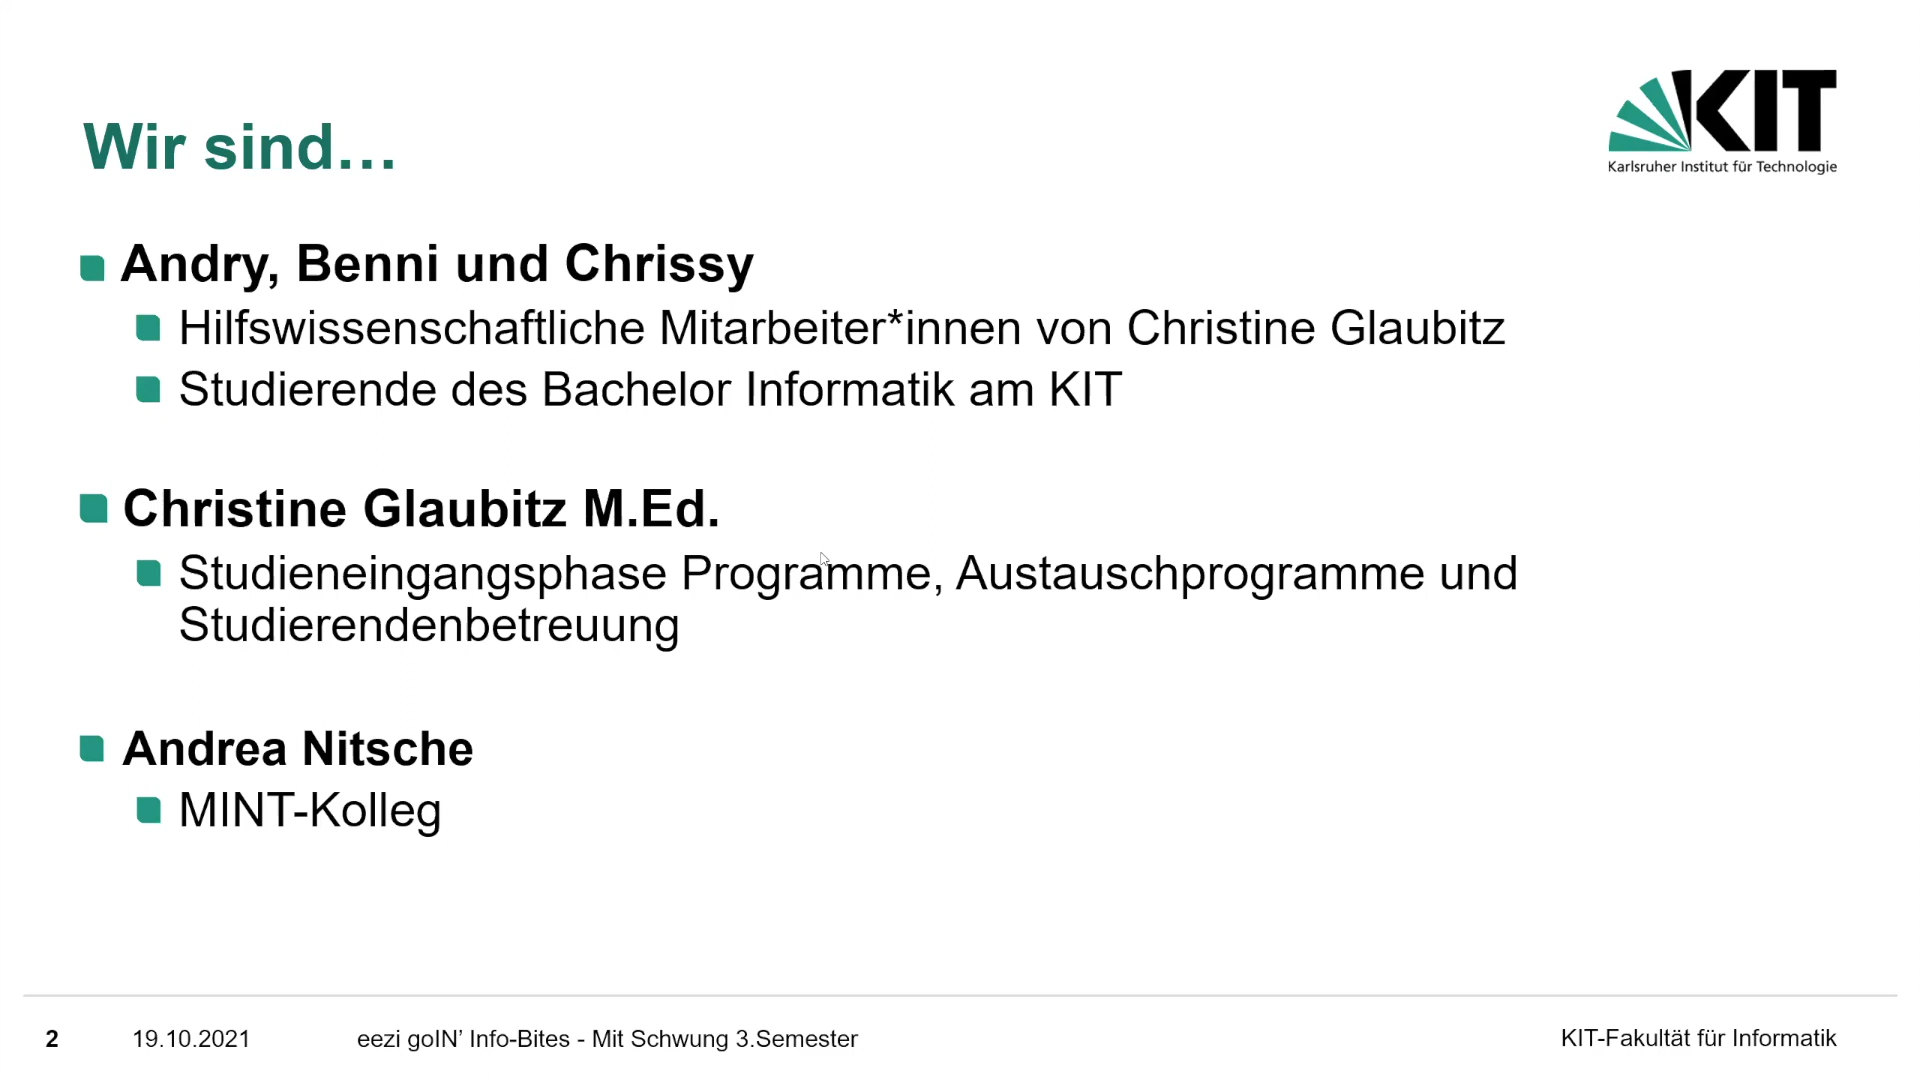 KIT
Karlsruher Institut für Technologie
Wir sind…
Andry, Benni und Chrissy
Hilfswissenschaftliche Mitarbeiter*innen von Christine Glaubitz
Studierende des Bachelor Informatik am KIT
Christine Glaubitz M.Ed.
Studieneingangsphase Programme, Austauschprogramme und
Studierendenbetreuung
Andrea Nitsche
MINT-Kolleg
2 19.10.2021 eezi goIN’ Info-Bites - Mit Schwung 3.Semester KIT-Fakultät für Informatik